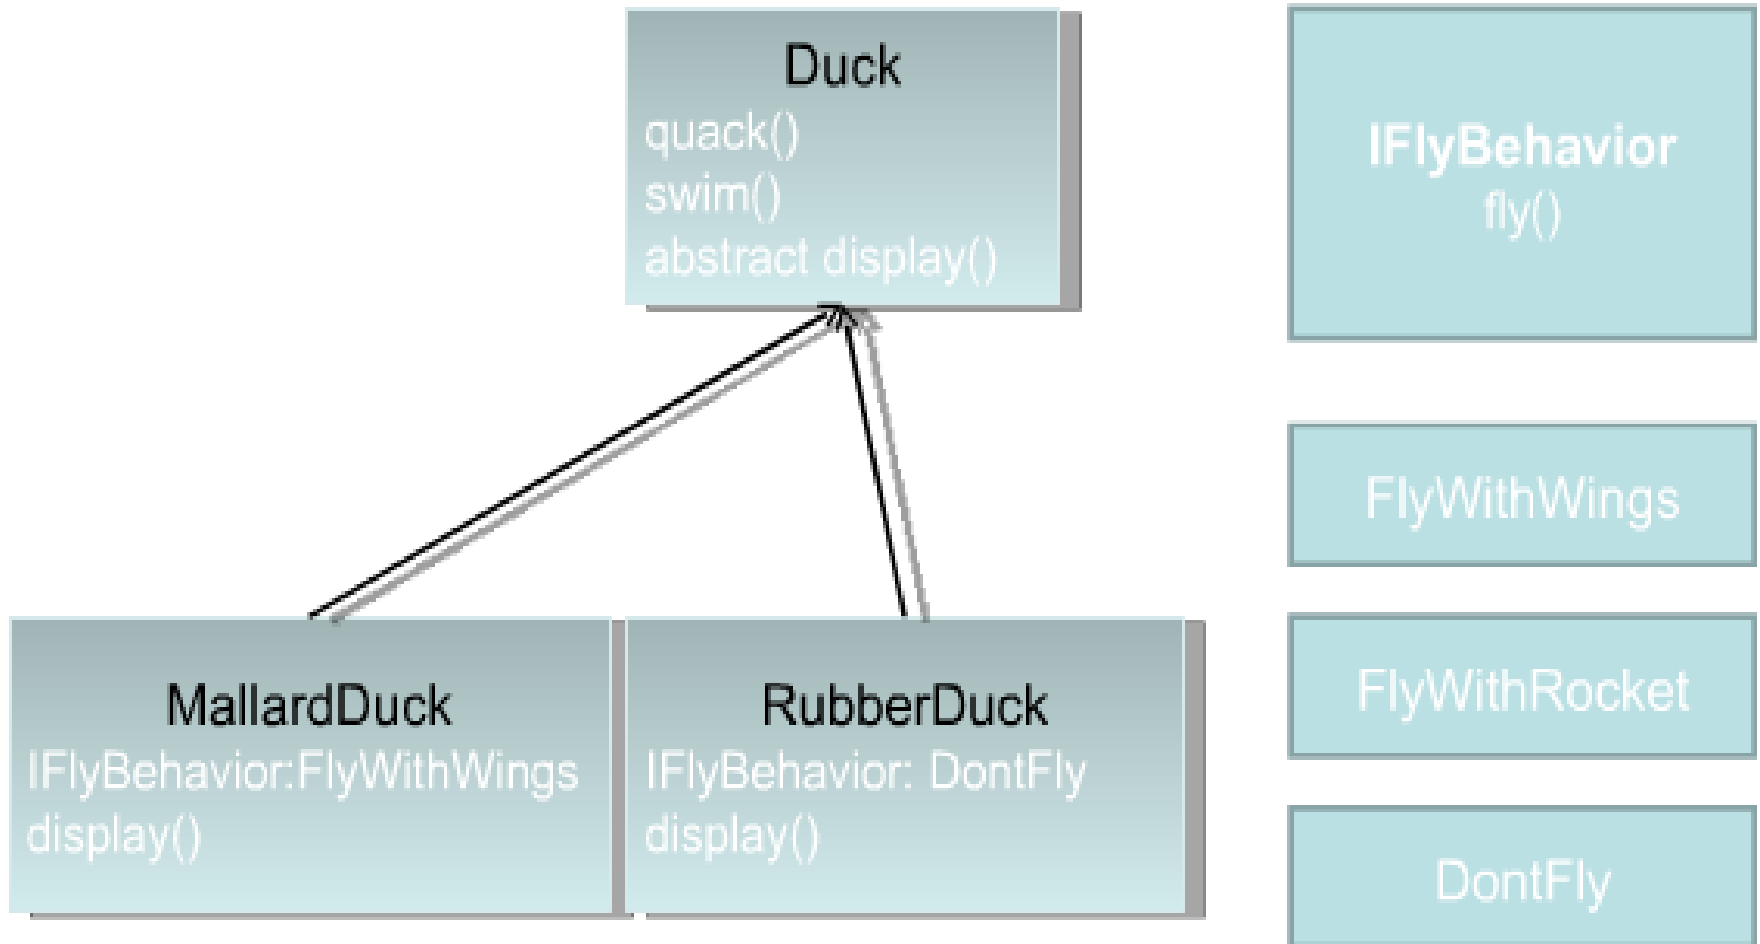 Duck
quack()
swim()
abstract display()
IFlyBehavior
fly()
FlyWithWings
FlyWithRocket
DontFly
MallardDuck
IFlyBehavior:FlyWithWings
display()
RubberDuck
IFlyBehavior: DontFly
display()